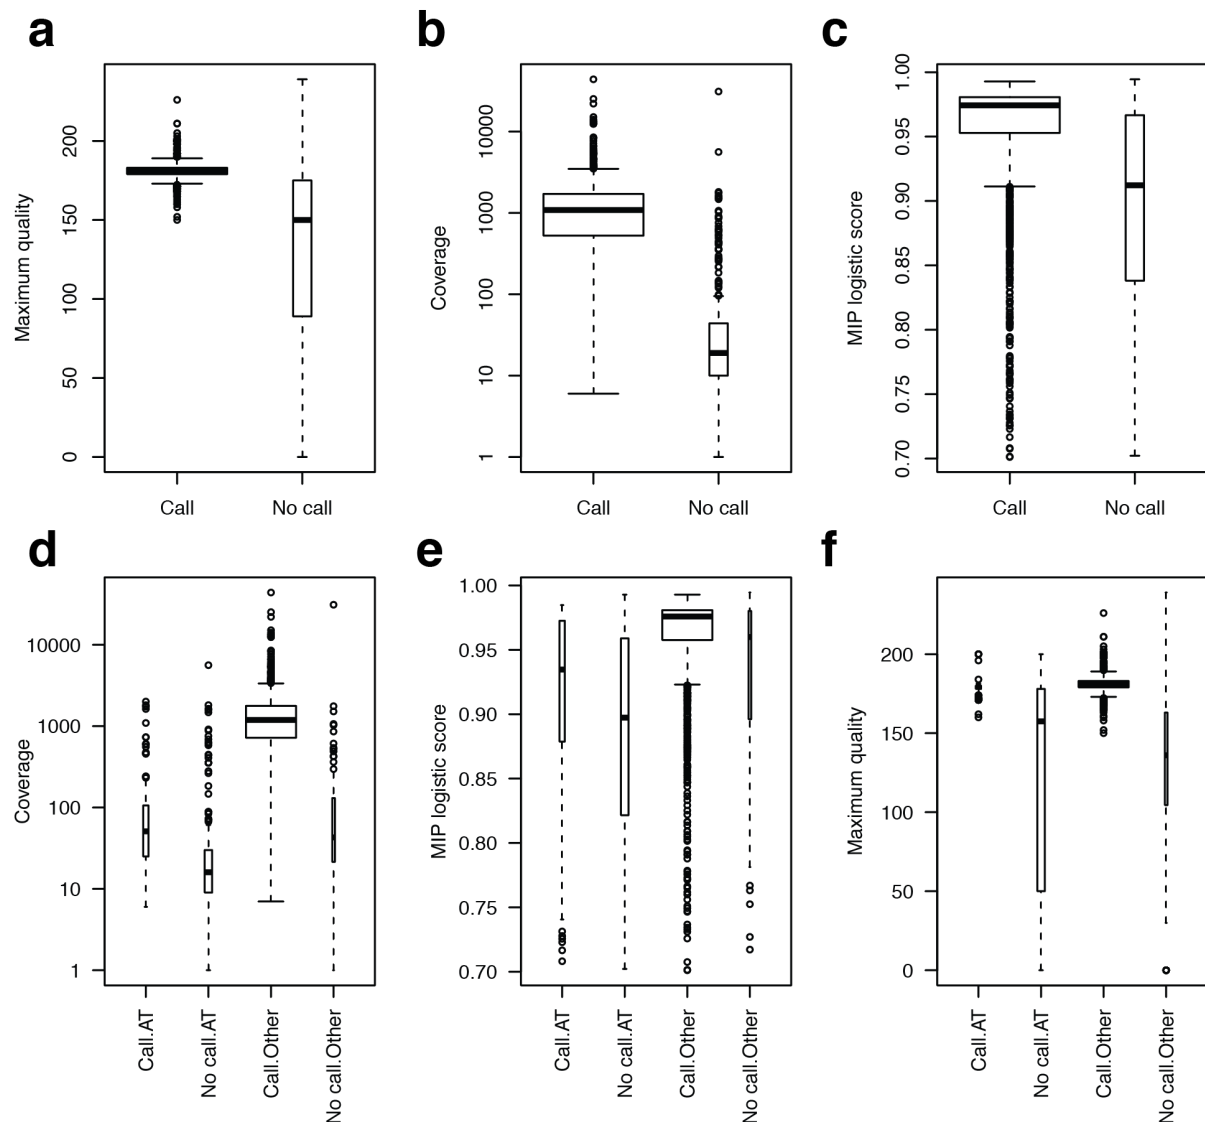 a
b
c
Maximum quality
0
50
100
150
200
Call
No call
Coverage
1
10
100
1000
10000
Call
No call
MIP logistic score
0.70
0.75
0.80
0.85
0.90
0.95
1.00
Call
No call
d
e
f
Coverage
10000
1000
100
10
1
Call.AT
No call.AT
Call.Other
No call.Other
MIP logistic score
1.00
0.95
0.90
0.85
0.80
0.75
0.70
Call.AT
No call.AT
Call.Other
No call.Other
Maximum quality
200
150
100
50
0
Call.AT
No call.AT
Call.Other
No call.Other